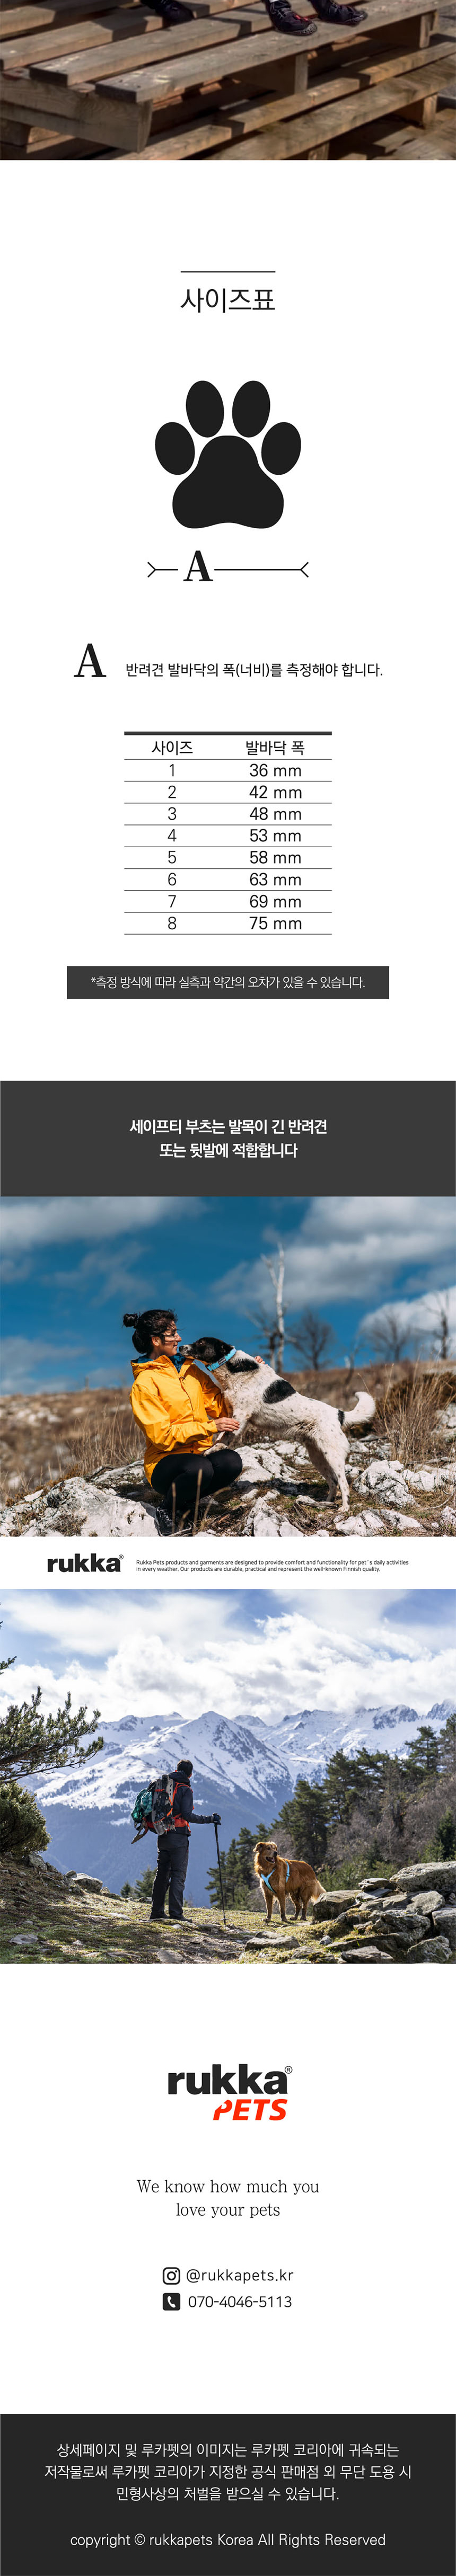 사이즈표
A
A 반려견 발바닥의 폭(너비)를 측정해야 합니다.
사이즈 발바닥 폭
1 36 mm
2 42 mm
3 48 mm
4 53 mm
5 58 mm
6 63 mm
7 69 mm
8 75 mm
*측정 방식에 따라 실측과 약간의 오차가 있을 수 있습니다.
세이프티 부츠는 발목이 긴 반려견
또는 뒷발에 적합합니다
rukka®
Rukka Pets products and garments are designed to provide comfort and functionality for pet´s daily activities
in every weather. Our products are durable, practical and represent the well-known Finnish quality.
rukka®
PETS
We know how much you
love your pets
@rukkapets.kr
070-4046-5113
상세페이지 및 루카펫의 이미지는 루카펫 코리아에 귀속되는
저작물로써 루카펫 코리아가 지정한 공식 판매점 외 무단 도용 시
민형사상의 처벌을 받으실 수 있습니다.
copyright © rukkapets Korea All Rights Reserved